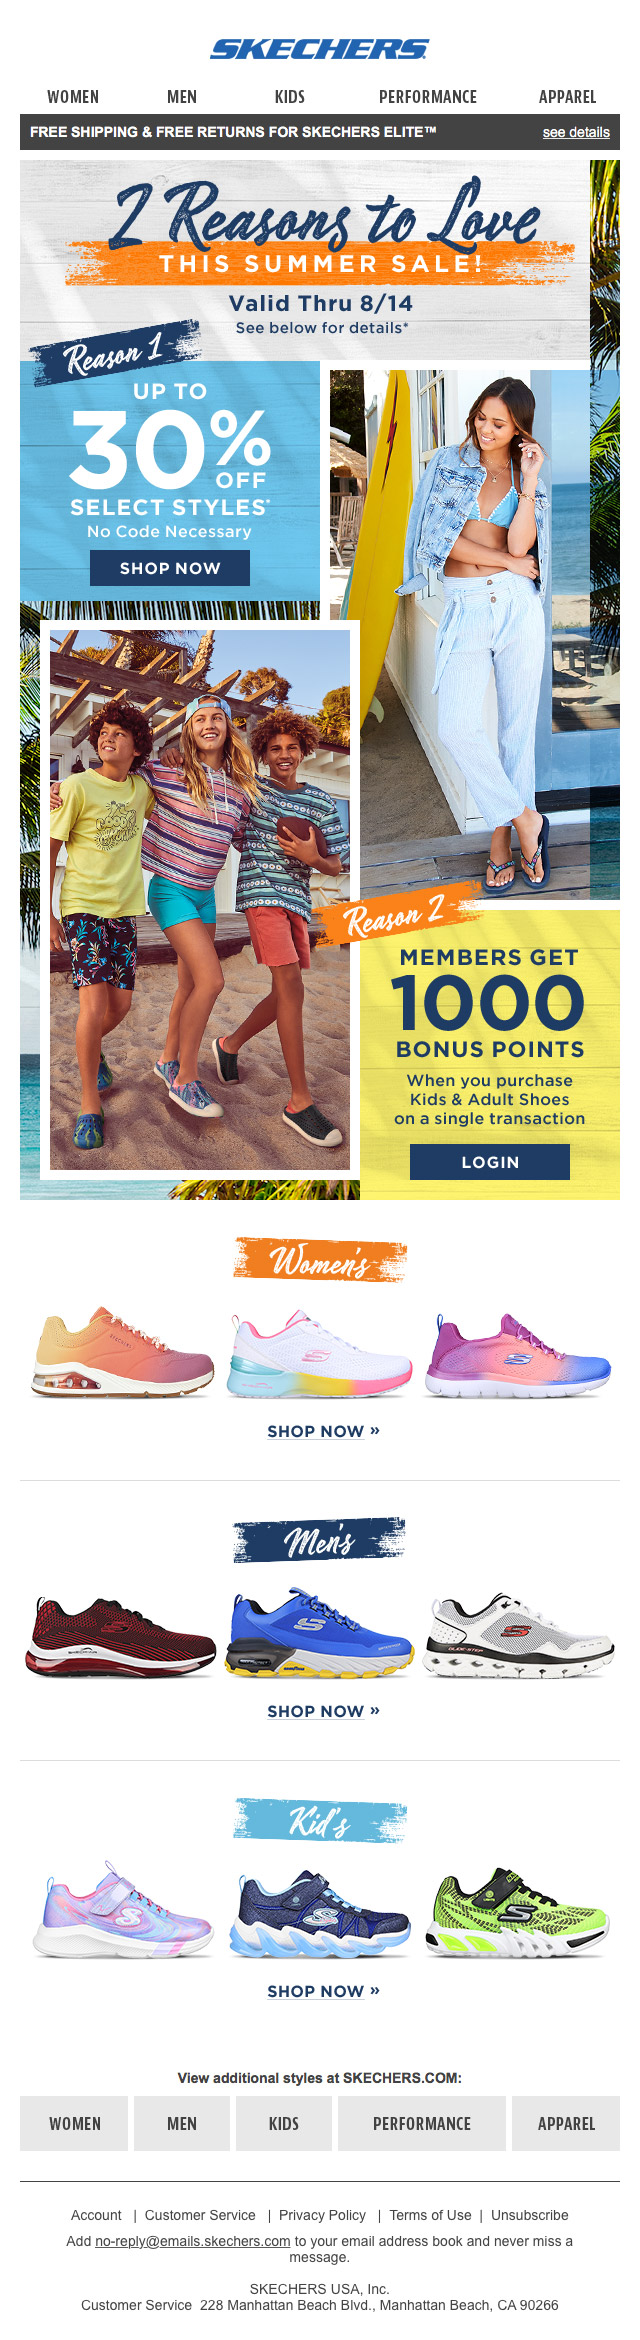 SKECHERS
WOMEN MEN KIDS PERFORMANCE APPAREL
FREE SHIPPING & FREE RETURNS FOR SKECHERS ELITE™ see details
2 Reasons to Love
THIS SUMMER SALE!
Valid Thru 8/14
See below for details*
Reason 1
UP TO
30%
OFF
SELECT STYLES*
No Code Necessary
SHOP NOW
Reason 2
MEMBERS GET
1000
BONUS POINTS
When you purchase
Kids & Adult Shoes
on a single transaction
LOGIN
Women's
SHOP NOW »
Men's
SHOP NOW »
Kid's
SHOP NOW »
View additional styles at SKECHERS.COM:
WOMEN MEN KIDS PERFORMANCE APPAREL
Account | Customer Service | Privacy Policy | Terms of Use | Unsubscribe
Add no-reply@emails.skechers.com to your email address book and never miss a
message.
SKECHERS USA, Inc.
Customer Service 228 Manhattan Beach Blvd., Manhattan Beach, CA 90266